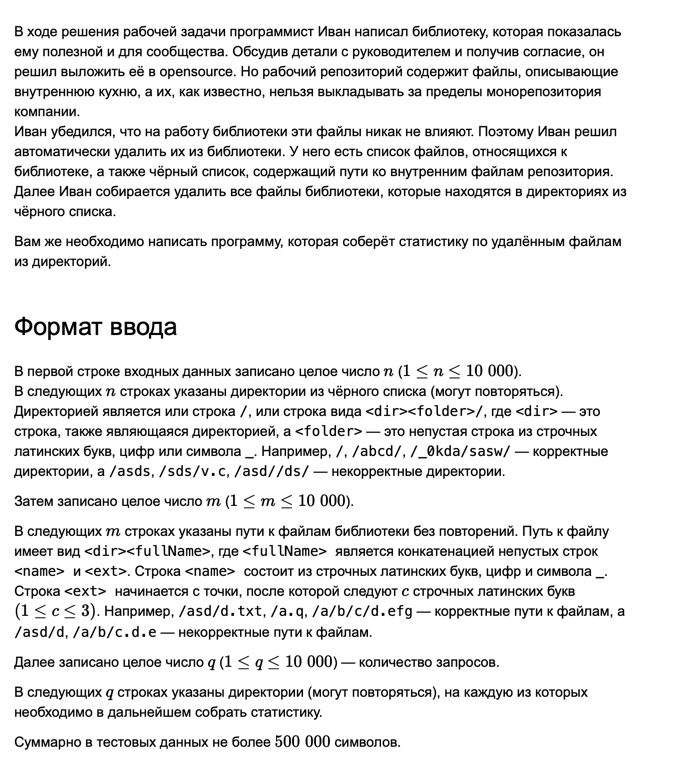 В ходе решения рабочей задачи программист Иван написал библиотеку, которая показалась
ему полезной и для сообщества. Обсудив детали с руководителем и получив согласие, он
решил выложить её в opensource. Но рабочий репозиторий содержит файлы, описывающие
внутреннюю кухню, а их, как известно, нельзя выкладывать за пределы монорепозитория
компании.
Иван убедился, что на работу библиотеки эти файлы никак не влияют. Поэтому Иван решил
автоматически удалить их из библиотеки. У него есть список файлов, относящихся к
библиотеке, а также чёрный список, содержащий пути ко внутренним файлам репозитория.
Далее Иван собирается удалить все файлы библиотеки, которые находятся в директориях из
чёрного списка.
Вам же необходимо написать программу, которая соберёт статистику по удалённым файлам
из директорий.
Формат ввода
В первой строке входных данных записано целое число n (1 ≤ n ≤ 10 000).
В следующих n строках указаны директории из чёрного списка (могут повторяться).
Директорией является или строка /, или строка вида <dir><folder>/, где <dir> — это
строка, также являющаяся директорией, а <folder> — это непустая строка из строчных
латинских букв, цифр или символа _. Например, /, /abcd/, /_0kda/sasw/ — корректные
директории, а /asds, /sds/v.c, /asd//ds/ — некорректные директории.
Затем записано целое число m (1 ≤ m ≤ 10 000).
В следующих m строках указаны пути к файлам библиотеки без повторений. Путь к файлу
имеет вид <dir><fullName>, где <fullName> является конкатенацией непустых строк
<name> и <ext>. Строка <name> состоит из строчных латинских букв, цифр и символа _.
Строка <ext> начинается с точки, после которой следуют c строчных латинских букв
(1 ≤ c ≤ 3). Например, /asd/d.txt, /a.q, /a/b/c/d.efg — корректные пути к файлам, а
/asd/d, /a/b/c.d.e — некорректные пути к файлам.
Далее записано целое число q (1 ≤ q ≤ 10 000) — количество запросов.
В следующих q строках указаны директории (могут повторяться), на каждую из которых
необходимо в дальнейшем собрать статистику.
Суммарно в тестовых данных не более 500 000 символов.